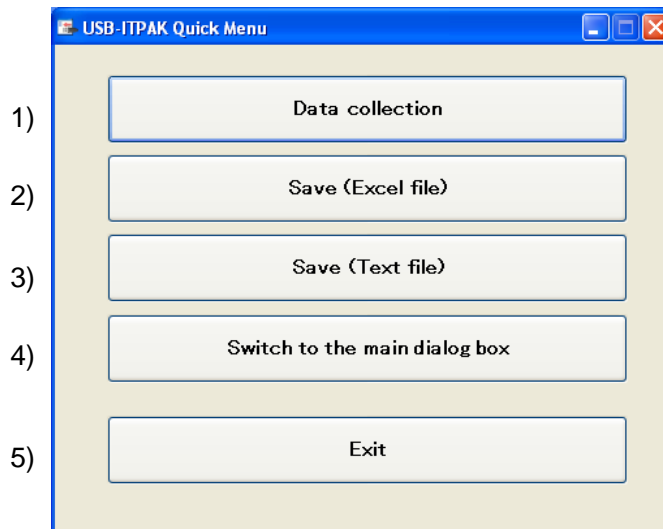 USB-ITPAK Quick Menu
1) Data collection
2) Save (Excel file)
3) Save (Text file)
4) Switch to the main dialog box
5) Exit